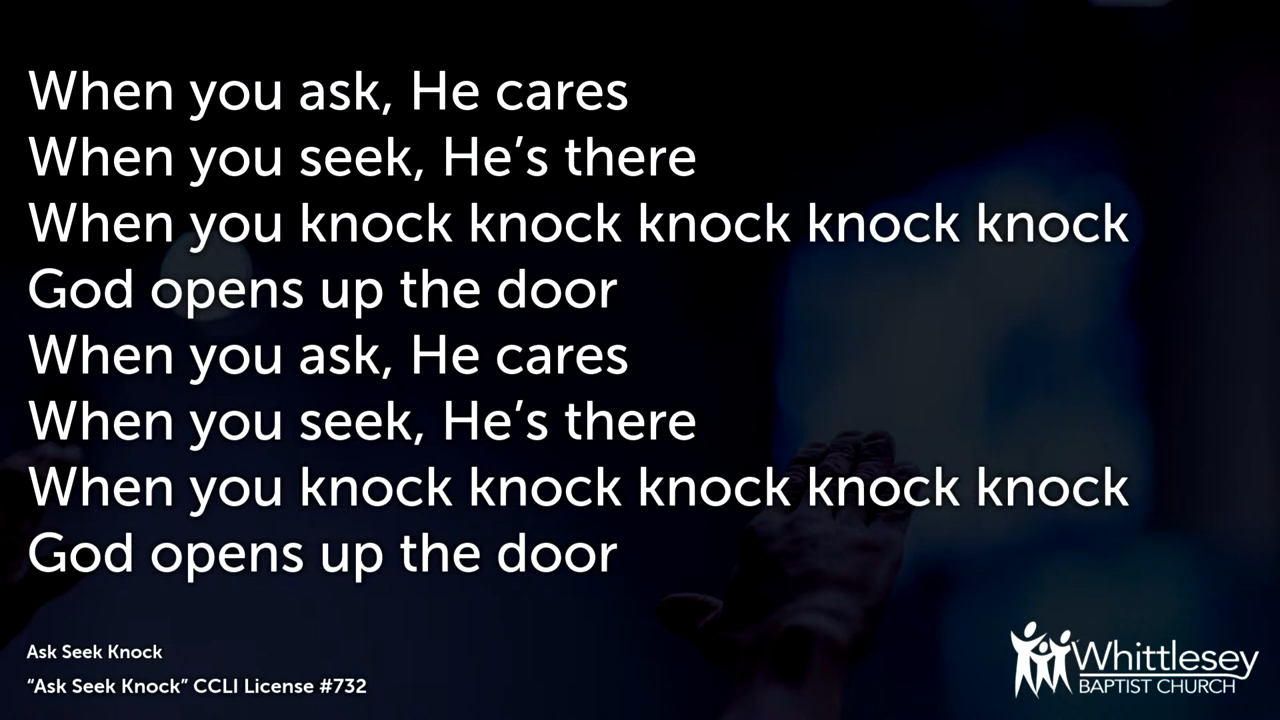 When you ask, He cares
When you seek, He’s there
When you knock knock knock knock knock
God opens up the door
When you ask, He cares
When you seek, He’s there
When you knock knock knock knock knock
God opens up the door
Ask Seek Knock
“Ask Seek Knock” CCLI License #732
Whittlesey
BAPTIST CHURCH